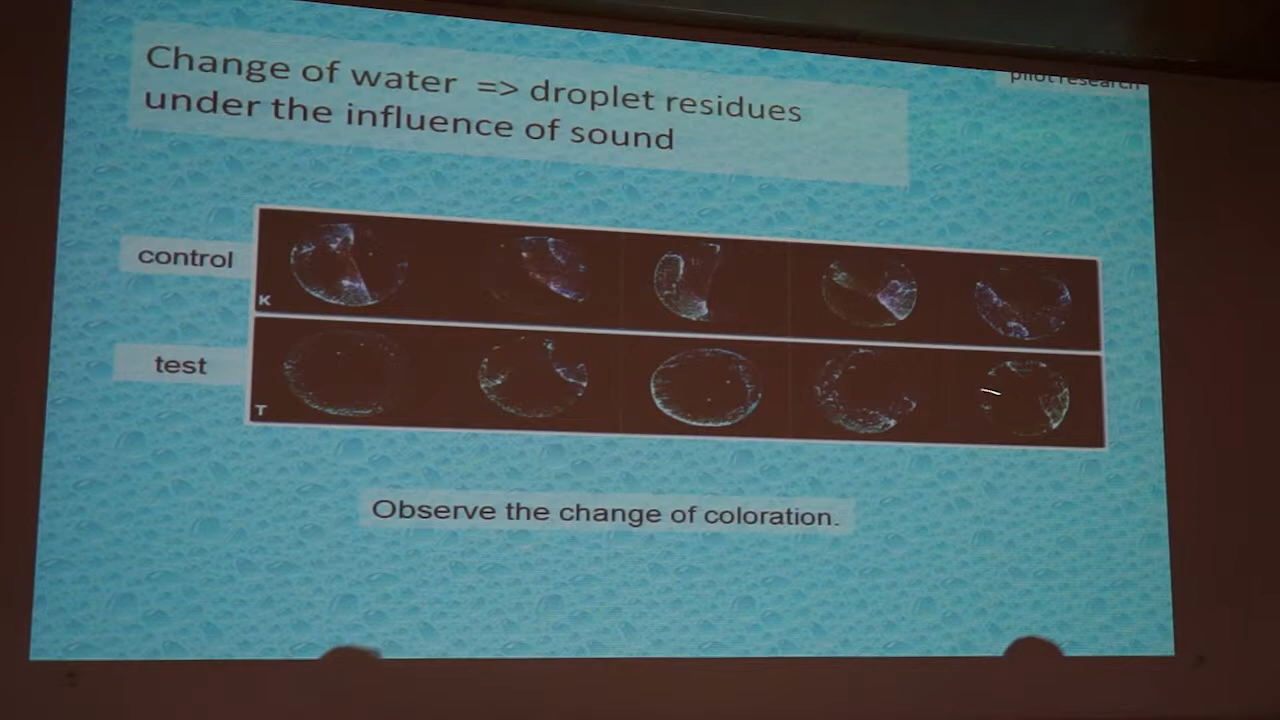 pilot research
Change of water => droplet residues
under the influence of sound
control
K
test
T
Observe the change of coloration.